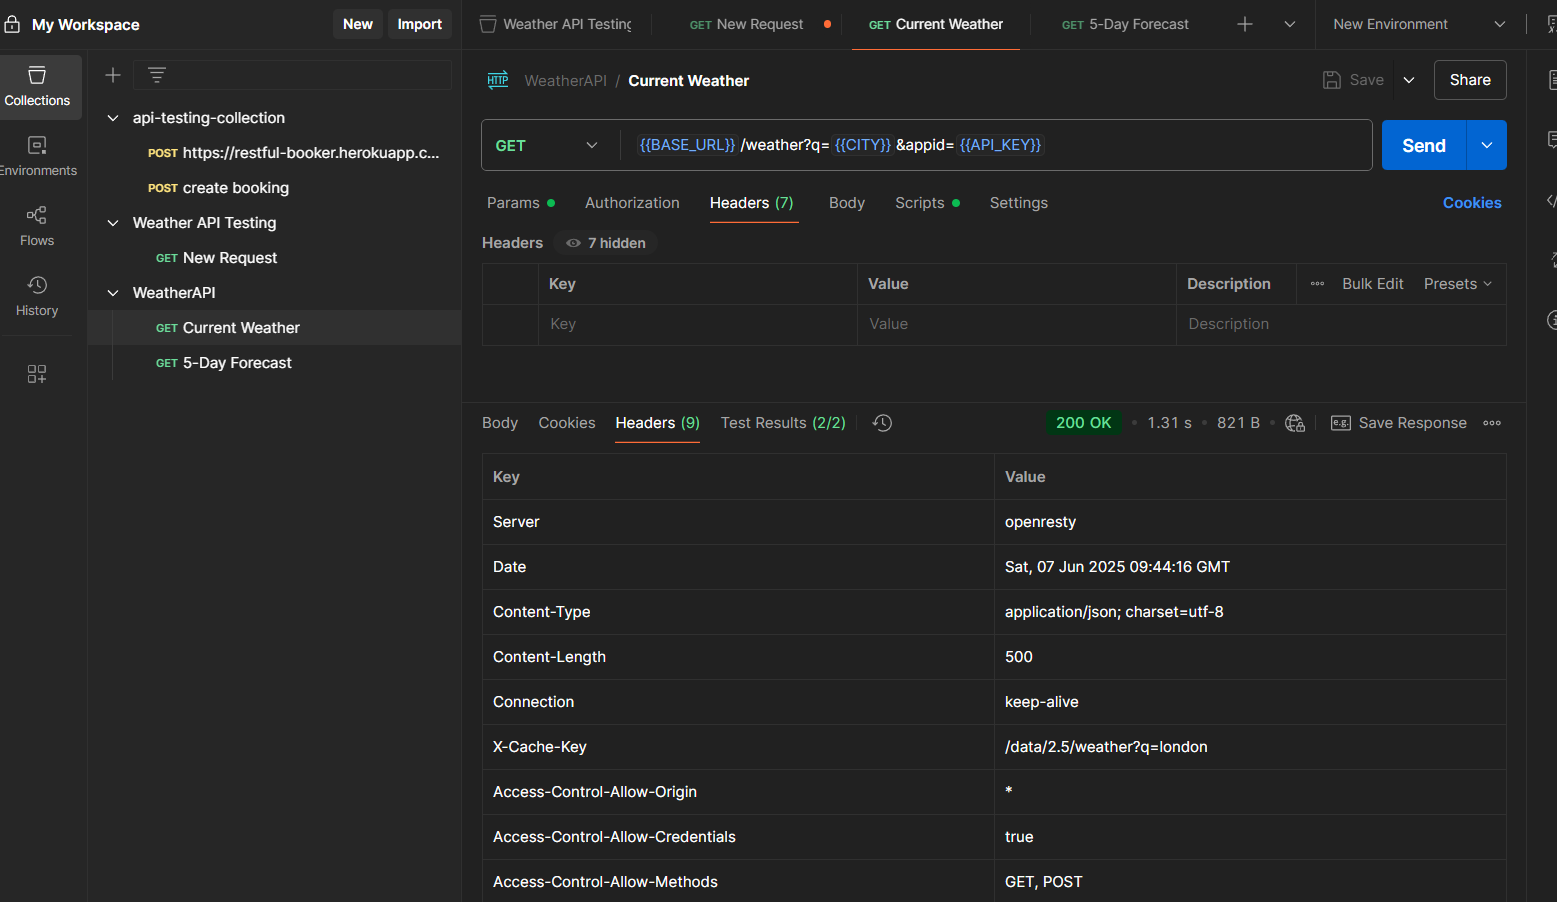 My Workspace
New
Import
Weather API Testing
GET New Request
GET Current Weather
GET 5-Day Forecast
New Environment
Collections
Environments
Flows
History
api-testing-collection
POST https://restful-booker.herokuapp.c...
POST create booking
Weather API Testing
GET New Request
WeatherAPI
GET Current Weather
GET 5-Day Forecast
HTTP
WeatherAPI / Current Weather
Save
Share
GET
{{BASE_URL}} /weather?q= {{CITY}} &appid= {{API_KEY}}
Send
Params
Authorization
Headers (7)
Body
Scripts
Settings
Cookies
Headers
7 hidden
Key
Value
Description
Bulk Edit
Presets
Key
Value
Description
Body
Cookies
Headers (9)
Test Results (2/2)
200 OK
1.31 s
821 B
e.g.
Save Response
Key
Value
Server
openresty
Date
Sat, 07 Jun 2025 09:44:16 GMT
Content-Type
application/json; charset=utf-8
Content-Length
500
Connection
keep-alive
X-Cache-Key
/data/2.5/weather?q=london
Access-Control-Allow-Origin
*
Access-Control-Allow-Credentials
true
Access-Control-Allow-Methods
GET, POST